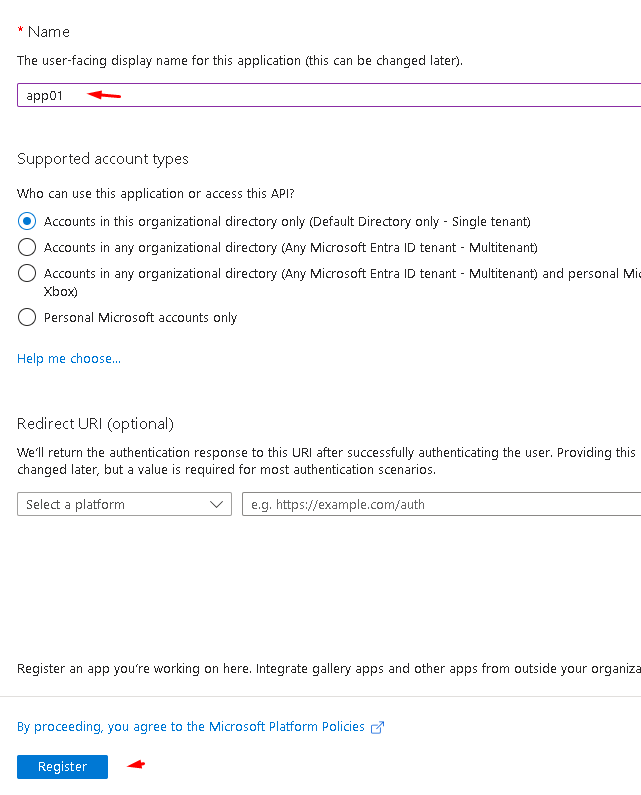 * Name
The user-facing display name for this application (this can be changed later).
app01
Supported account types
Who can use this application or access this API?
Accounts in this organizational directory only (Default Directory only - Single tenant)
Accounts in any organizational directory (Any Microsoft Entra ID tenant - Multitenant)
Accounts in any organizational directory (Any Microsoft Entra ID tenant - Multitenant) and personal
Xbox)
Personal Microsoft accounts only
Help me choose...
Redirect URI (optional)
We'll return the authentication response to this URI after successfully authenticating the user. Providing this
changed later, but a value is required for most authentication scenarios.
Select a platform
e.g. https://example.com/auth
Register an app you're working on here. Integrate gallery apps and other apps from outside your
By proceeding, you agree to the Microsoft Platform Policies
Register